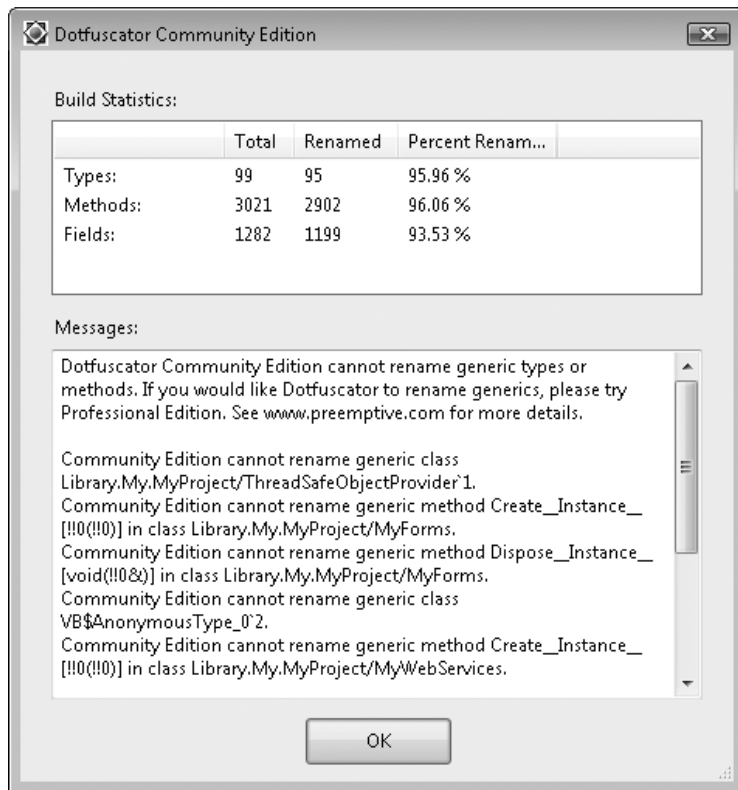 Dotfuscator Community Edition
Build Statistics:
Total Renamed Percent Renam...
Types: 99 95 95.96 %
Methods: 3021 2902 96.06 %
Fields: 1282 1199 93.53 %
Messages:
Dotfuscator Community Edition cannot rename generic types or
methods. If you would like Dotfuscator to rename generics, please try
Professional Edition. See www.preemptive.com for more details.
Community Edition cannot rename generic class
Library.My.MyProject/ThreadSafeObjectProvider`1.
Community Edition cannot rename generic method Create__Instance__
[!!0(!!0)] in class Library.My.MyProject/MyForms.
Community Edition cannot rename generic method Dispose__Instance__
[void(!!0&)] in class Library.My.MyProject/MyForms.
Community Edition cannot rename generic class
VB$AnonymousType_0`2.
Community Edition cannot rename generic method Create__Instance__
[!!0(!!0)] in class Library.My.MyProject/MyWebServices.
OK